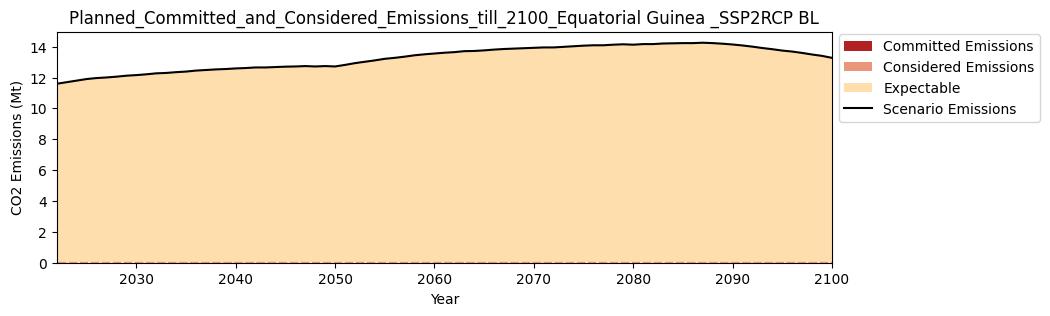 Planned_Committed_and_Considered_Emissions_till_2100_Equatorial Guinea _SSP2RCP BL
CO2 Emissions (Mt)
14
12
10
8
6
4
2
0
2030 2040 2050 2060 2070 2080 2090 2100
Year
Committed Emissions
Considered Emissions
Expectable
Scenario Emissions